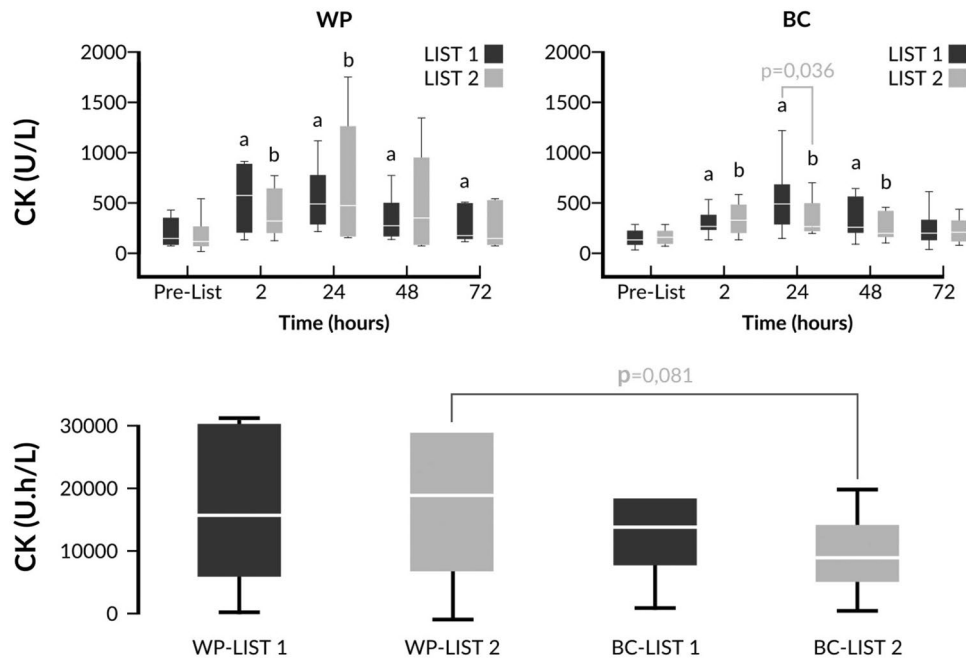 WP
CK (U/L)
2000
1500
1000
500
0
LIST 1
LIST 2
a
b
a
b
a
a
Pre-List
2
24
48
72
Time (hours)
BC
2000
1500
1000
500
0
LIST 1
LIST 2
p=0,036
a
b
a
b
a
b
Pre-List
2
24
48
72
Time (hours)
CK (U.h/L)
30000
20000
10000
0
p=0,081
WP-LIST 1
WP-LIST 2
BC-LIST 1
BC-LIST 2